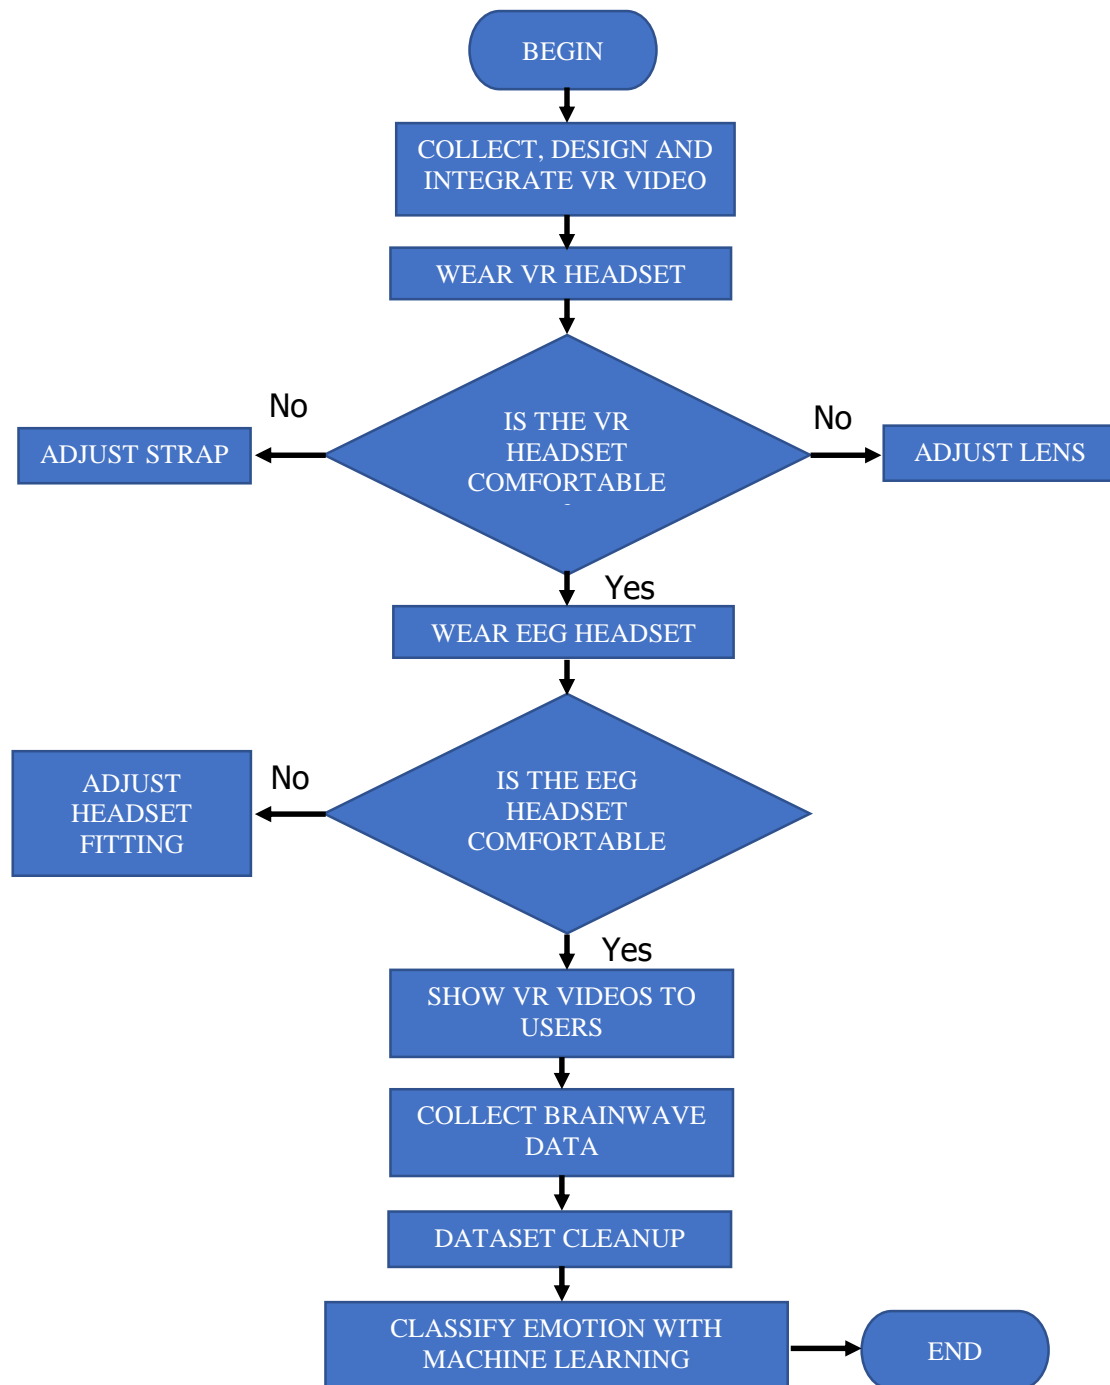 BEGIN
COLLECT, DESIGN AND
INTEGRATE VR VIDEO
WEAR VR HEADSET
No
No
IS THE VR
HEADSET
COMFORTABLE
ADJUST STRAP
ADJUST LENS
Yes
WEAR EEG HEADSET
No
IS THE EEG
HEADSET
COMFORTABLE
ADJUST
HEADSET
FITTING
Yes
SHOW VR VIDEOS TO
USERS
COLLECT BRAINWAVE
DATA
DATASET CLEANUP
CLASSIFY EMOTION WITH
MACHINE LEARNING
END